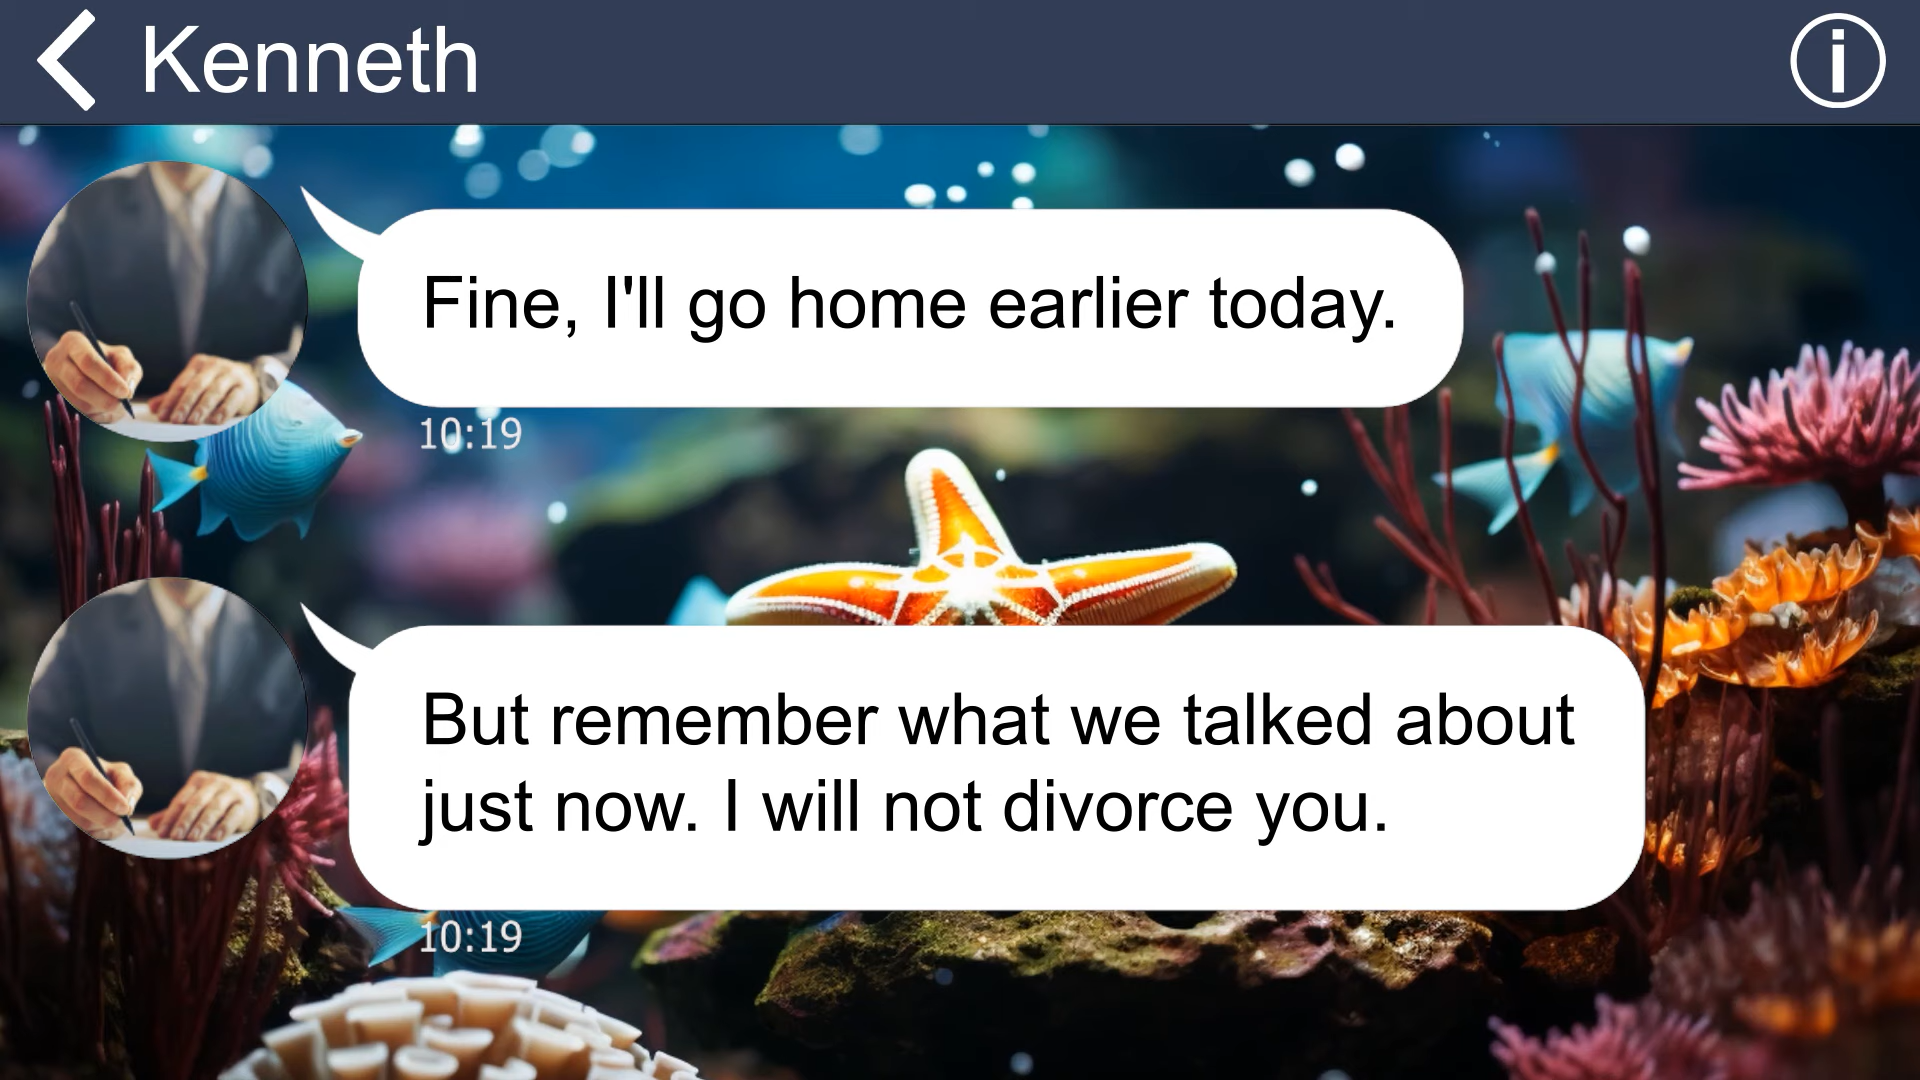 Kenneth
Fine, I'll go home earlier today.
10:19
But remember what we talked about
just now. I will not divorce you.
10:19